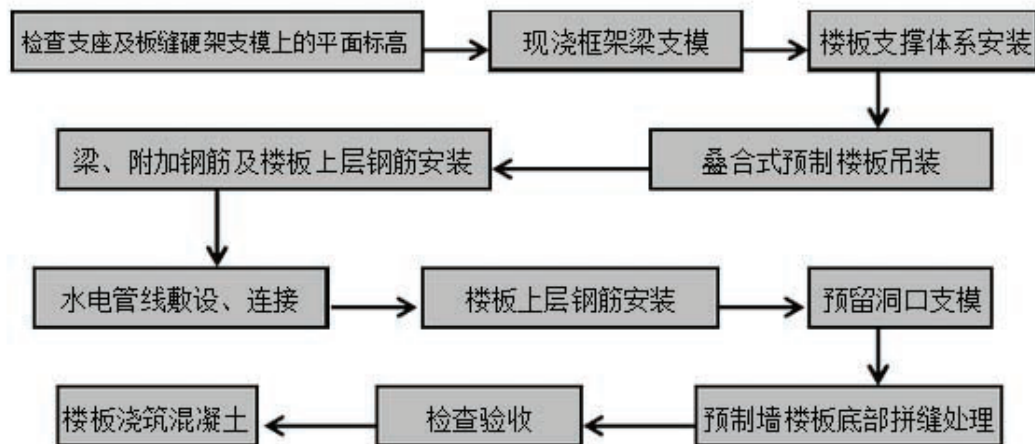 检查支座及板缝硬架支模上的平面标高
现浇框架梁支模
楼板支撑体系安装
叠合式预制楼板吊装
梁、附加钢筋及楼板上层钢筋安装
水电管线敷设、连接
楼板上层钢筋安装
预留洞口支模
预制墙楼板底部拼缝处理
检查验收
楼板浇筑混凝土